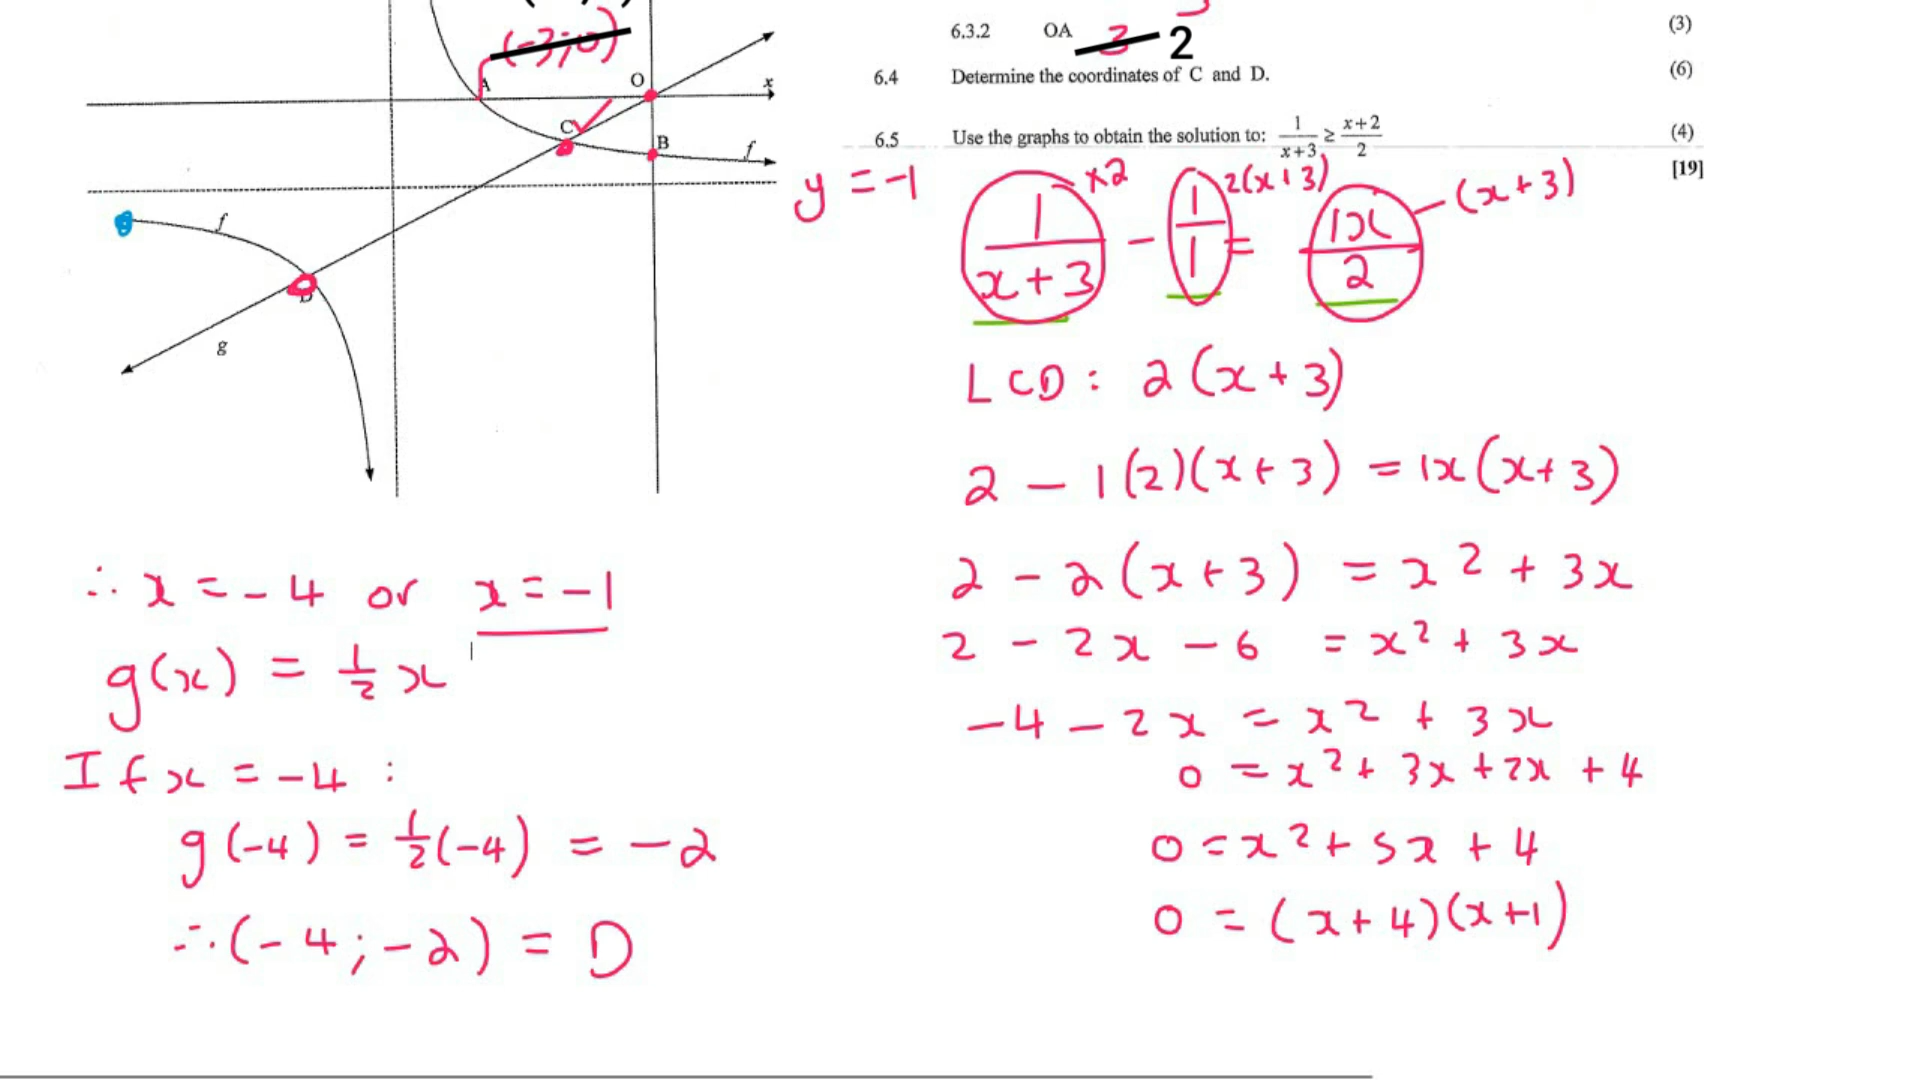 (-3;0)
A
O
x
C
B
f
f
D
g
6.3.2 OA 3 2 (3)
6.4 Determine the coordinates of C and D. (6)
6.5 Use the graphs to obtain the solution to: 1/(x+3) ≥ (x+2)/2 (4)
[19]
y = -1
1/(x+3) ×2 - 1/1 2(x+3) = 1x/2 (x+3)
LCD: 2(x+3)
2 - 1(2)(x+3) = 1x(x+3)
2 - 2(x+3) = x² + 3x
2 - 2x - 6 = x² + 3x
-4 - 2x = x² + 3x
0 = x² + 3x + 2x + 4
0 = x² + 5x + 4
0 = (x+4)(x+1)
∴ x = -4 or x = -1
g(x) = 1/2 x
If x = -4 :
g(-4) = 1/2(-4) = -2
∴ (-4;-2) = D